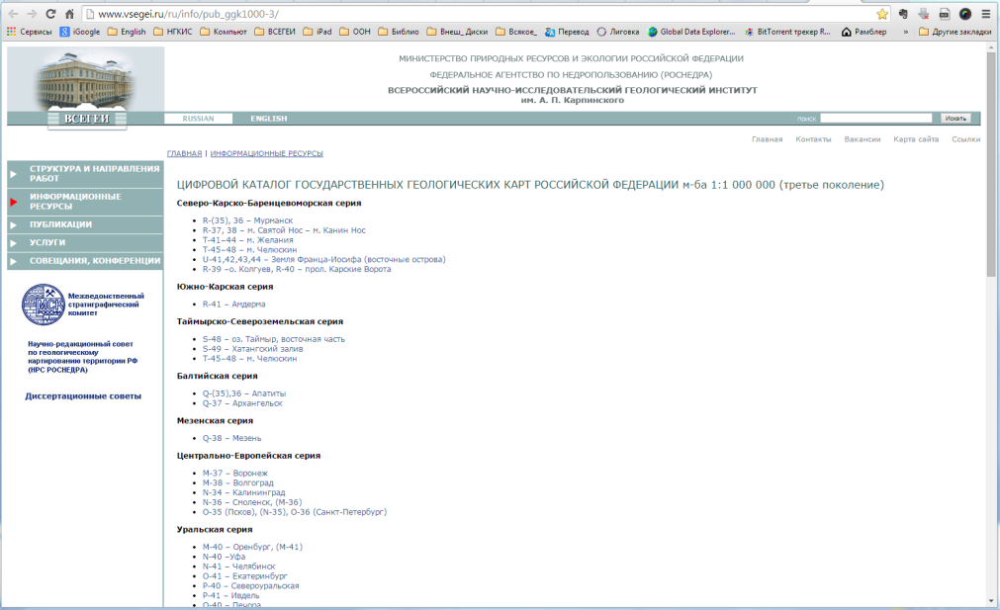 www.vsegei.ru/ru/info/pub_ggk1000-3/
Сервисы iGoogle English НГКИС Компьют ВСЕГЕИ iPad ООН Библио Внеш_Диски Всякое_ Перевод Лиговка Global Data Explorer... BitTorrent трекер R... Рамблер » Другие закладки
МИНИСТЕРСТВО ПРИРОДНЫХ РЕСУРСОВ И ЭКОЛОГИИ РОССИЙСКОЙ ФЕДЕРАЦИИ
ФЕДЕРАЛЬНОЕ АГЕНТСТВО ПО НЕДРОПОЛЬЗОВАНИЮ (РОСНЕДРА)
ВСЕРОССИЙСКИЙ НАУЧНО-ИССЛЕДОВАТЕЛЬСКИЙ ГЕОЛОГИЧЕСКИЙ ИНСТИТУТ
им. А. П. Карпинского
ВСЕГЕИ RUSSIAN ENGLISH поиск Искать
Главная Контакты Вакансии Карта сайта Ссылки
ГЛАВНАЯ | ИНФОРМАЦИОННЫЕ РЕСУРСЫ
СТРУКТУРА И НАПРАВЛЕНИЯ
РАБОТ
ИНФОРМАЦИОННЫЕ
РЕСУРСЫ
ПУБЛИКАЦИИ
УСЛУГИ
СОВЕЩАНИЯ, КОНФЕРЕНЦИИ
МСК
РОССИИ
Межведомственный
стратиграфический
комитет
Научно-редакционный совет
по геологическому
картированию территории РФ
(НРС РОСНЕДРА)
Диссертационные советы
ЦИФРОВОЙ КАТАЛОГ ГОСУДАРСТВЕННЫХ ГЕОЛОГИЧЕСКИХ КАРТ РОССИЙСКОЙ ФЕДЕРАЦИИ м-ба 1:1 000 000 (третье поколение)
Северо-Карско-Баренцевоморская серия
• R-(35), 36 – Мурманск
• R-37, 38 – м. Святой Нос – м. Канин Нос
• T-41–44 – м. Желания
• T-45–48 – м. Челюскин
• U-41,42,43,44 – Земля Франца-Иосифа (восточные острова)
• R-39 –о. Колгуев, R-40 – прол. Карские Ворота
Южно-Карская серия
• R-41 – Амдерма
Таймырско-Североземельская серия
• S-48 – оз. Таймыр, восточная часть
• S-49 – Хатангский залив
• T-45–48 – м. Челюскин
Балтийская серия
• Q-(35),36 – Апатиты
• Q-37 – Архангельск
Мезенская серия
• Q-38 – Мезень
Центрально-Европейская серия
• M-37 – Воронеж
• M-38 – Волгоград
• N-34 – Калининград
• N-36 – Смоленск, (M-36)
• O-35 (Псков), (N-35), O-36 (Санкт-Петербург)
Уральская серия
• M-40 – Оренбург, (M-41)
• N-40 –Уфа
• N-41 – Челябинск
• O-41 – Екатеринбург
• P-40 – Североуральская
• P-41 – Ивдель
• Q-40 – Печора